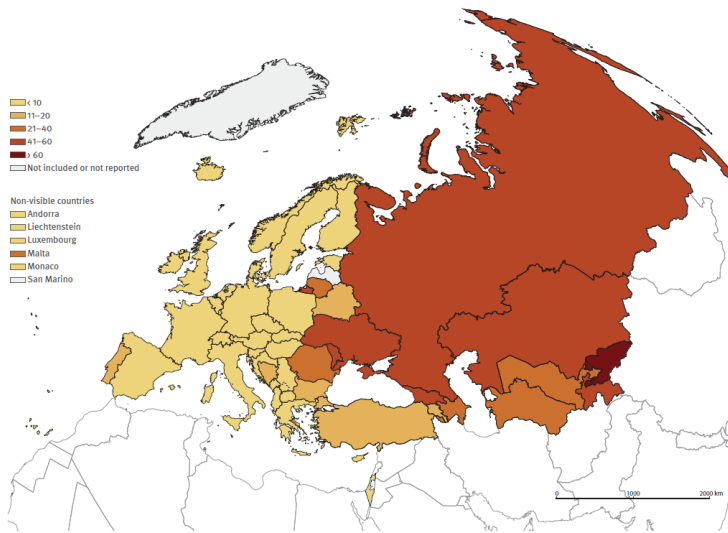 < 10
11–20
21–40
41–60
> 60
Not included or not reported
Non-visible countries
Andorra
Liechtenstein
Luxembourg
Malta
Monaco
San Marino
0 1000 2000 km